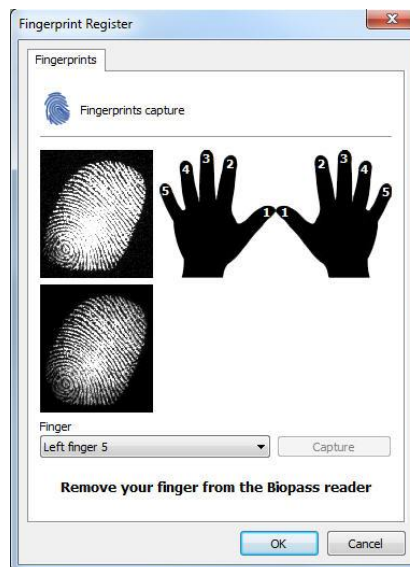 Fingerprint Register
Fingerprints
Fingerprints capture
5 4 3 2 1 1 2 3 4 5
Finger
Left finger 5
Capture
Remove your finger from the Biopass reader
OK
Cancel